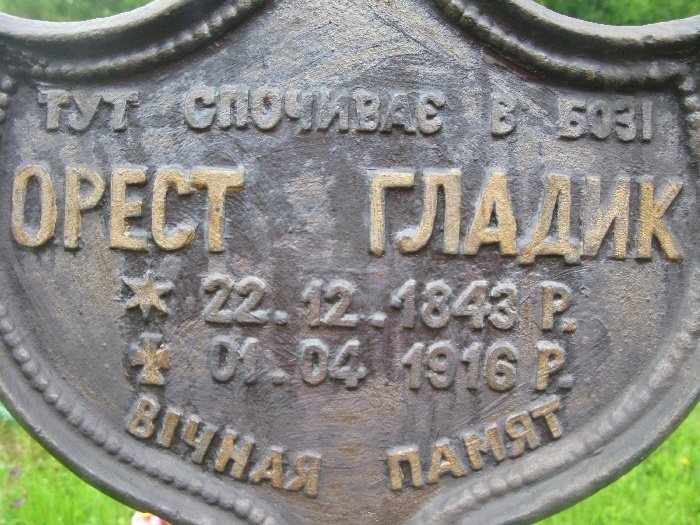 ТУТ СПОЧИВАЄ В БОЗІ
ОРЕСТ ГЛАДИК
22.12.1843 Р.
01.04 1916 Р.
ВІЧНАЯ ПАМЯТ